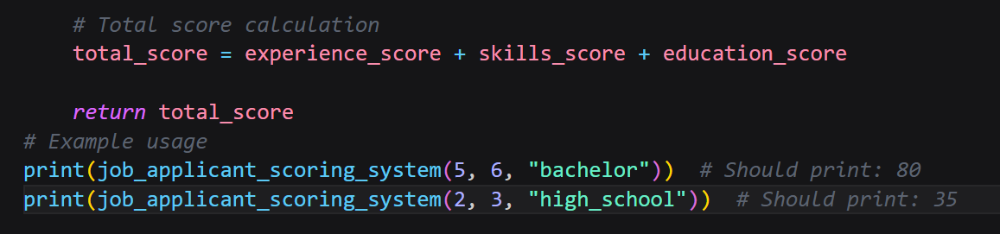 # Total score calculation
total_score = experience_score + skills_score + education_score
return total_score
# Example usage
print(job_applicant_scoring_system(5, 6, "bachelor"))  # Should print: 80
print(job_applicant_scoring_system(2, 3, "high_school"))  # Should print: 35